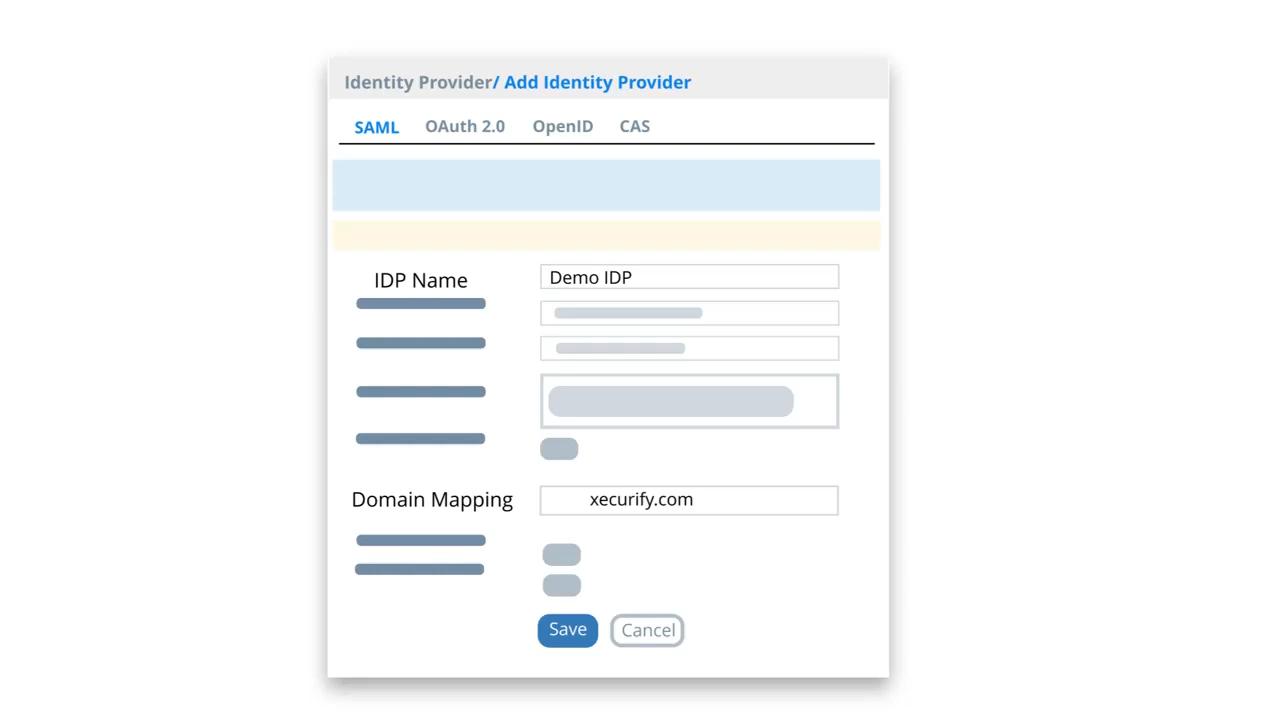 Identity Provider/ Add Identity Provider
SAML OAuth 2.0 OpenID CAS
IDP Name Demo IDP
Domain Mapping xecurify.com
Save Cancel